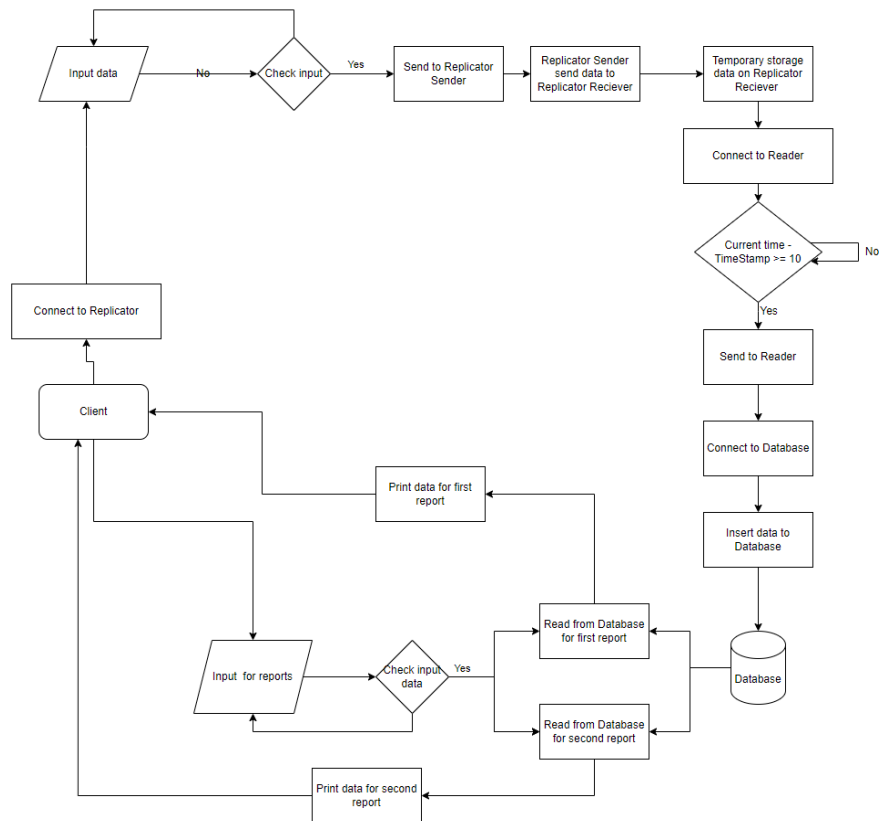 Input data
No
Check input
Yes
Send to Replicator
Sender
Replicator Sender
send data to
Replicator Reciever
Temporary storage
data on Replicator
Reciever
Connect to Reader
Current time -
TimeStamp >= 10
No
Yes
Connect to Replicator
Send to Reader
Client
Connect to Database
Print data for first
report
Insert data to
Database
Read from Database
for first report
Input  for reports
Check input
data
Yes
Database
Read from Database
for second report
Print data for second
report